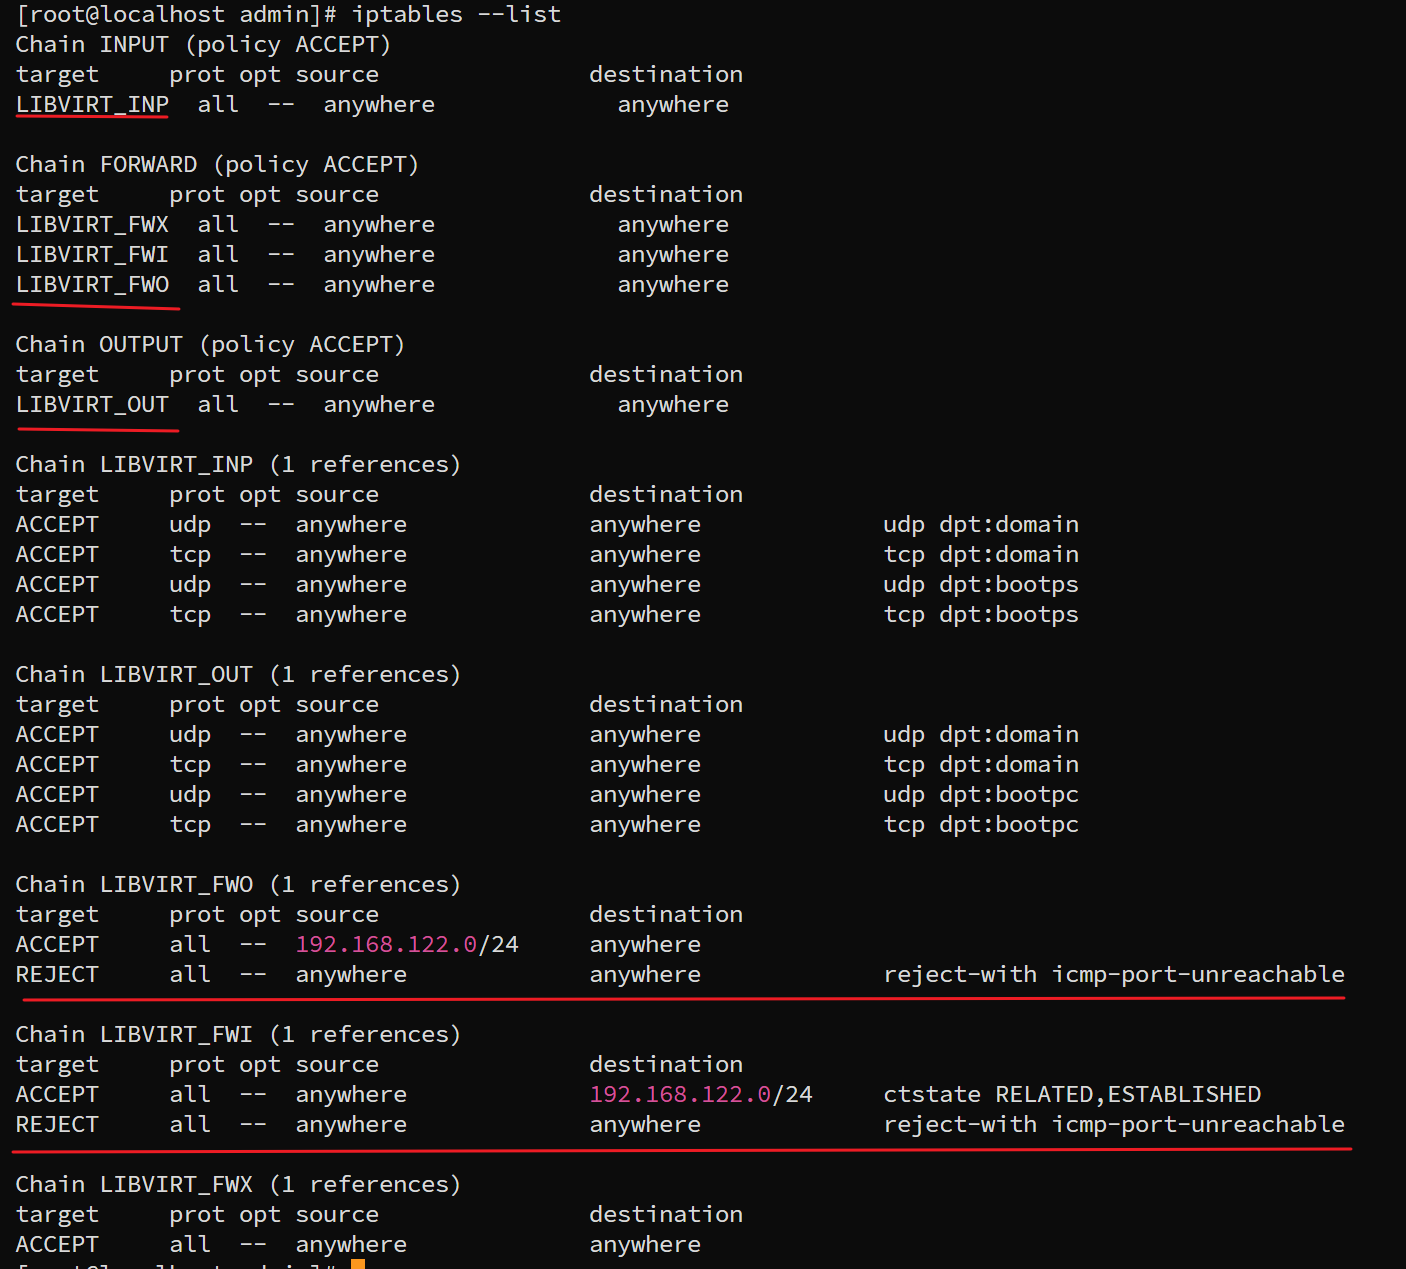 [root@localhost admin]# iptables --list
Chain INPUT (policy ACCEPT)
target     prot opt source               destination
LIBVIRT_INP  all  --  anywhere             anywhere

Chain FORWARD (policy ACCEPT)
target     prot opt source               destination
LIBVIRT_FWX  all  --  anywhere             anywhere
LIBVIRT_FWI  all  --  anywhere             anywhere
LIBVIRT_FWO  all  --  anywhere             anywhere

Chain OUTPUT (policy ACCEPT)
target     prot opt source               destination
LIBVIRT_OUT  all  --  anywhere             anywhere

Chain LIBVIRT_INP (1 references)
target     prot opt source               destination
ACCEPT     udp  --  anywhere             anywhere             udp dpt:domain
ACCEPT     tcp  --  anywhere             anywhere             tcp dpt:domain
ACCEPT     udp  --  anywhere             anywhere             udp dpt:bootps
ACCEPT     tcp  --  anywhere             anywhere             tcp dpt:bootps

Chain LIBVIRT_OUT (1 references)
target     prot opt source               destination
ACCEPT     udp  --  anywhere             anywhere             udp dpt:domain
ACCEPT     tcp  --  anywhere             anywhere             tcp dpt:domain
ACCEPT     udp  --  anywhere             anywhere             udp dpt:bootpc
ACCEPT     tcp  --  anywhere             anywhere             tcp dpt:bootpc

Chain LIBVIRT_FWO (1 references)
target     prot opt source               destination
ACCEPT     all  --  192.168.122.0/24     anywhere
REJECT     all  --  anywhere             anywhere             reject-with icmp-port-unreachable

Chain LIBVIRT_FWI (1 references)
target     prot opt source               destination
ACCEPT     all  --  anywhere             192.168.122.0/24     ctstate RELATED,ESTABLISHED
REJECT     all  --  anywhere             anywhere             reject-with icmp-port-unreachable

Chain LIBVIRT_FWX (1 references)
target     prot opt source               destination
ACCEPT     all  --  anywhere             anywhere